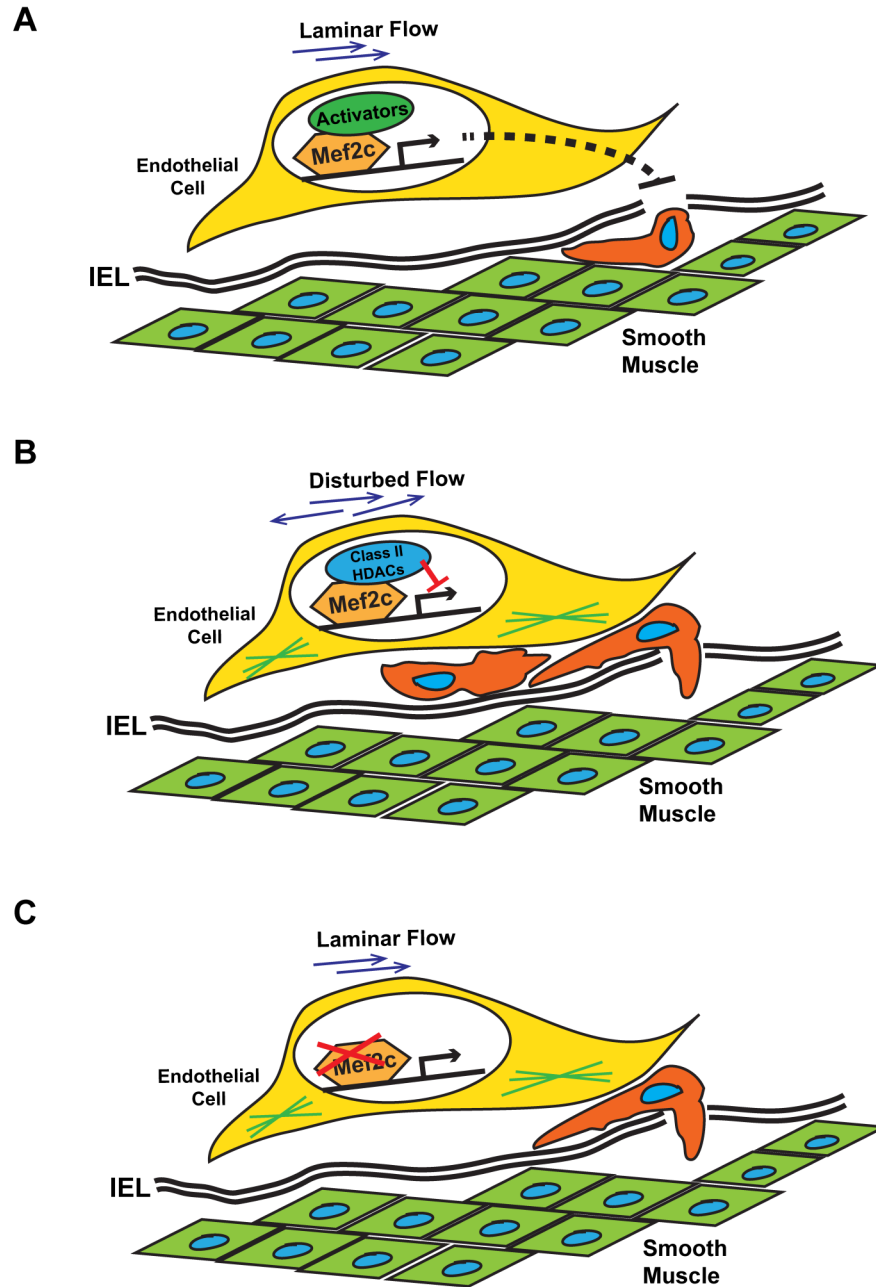 A
Laminar Flow
Activators
Mef2c
Endothelial
Cell
IEL
Smooth
Muscle
B
Disturbed Flow
Class II
HDACs
Mef2c
Endothelial
Cell
IEL
Smooth
Muscle
C
Laminar Flow
Mef2c
Endothelial
Cell
IEL
Smooth
Muscle